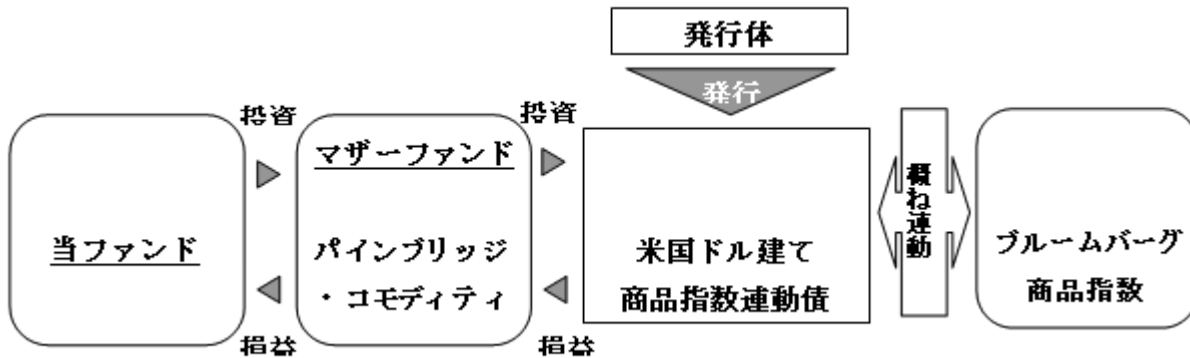 発行体
発行
投資
投資
当ファンド
マザーファンド
パインブリッジ
・コモディティ
米国ドル建て
商品指数連動債
概ね連動
ブルームバーグ
商品指数
損益
損益